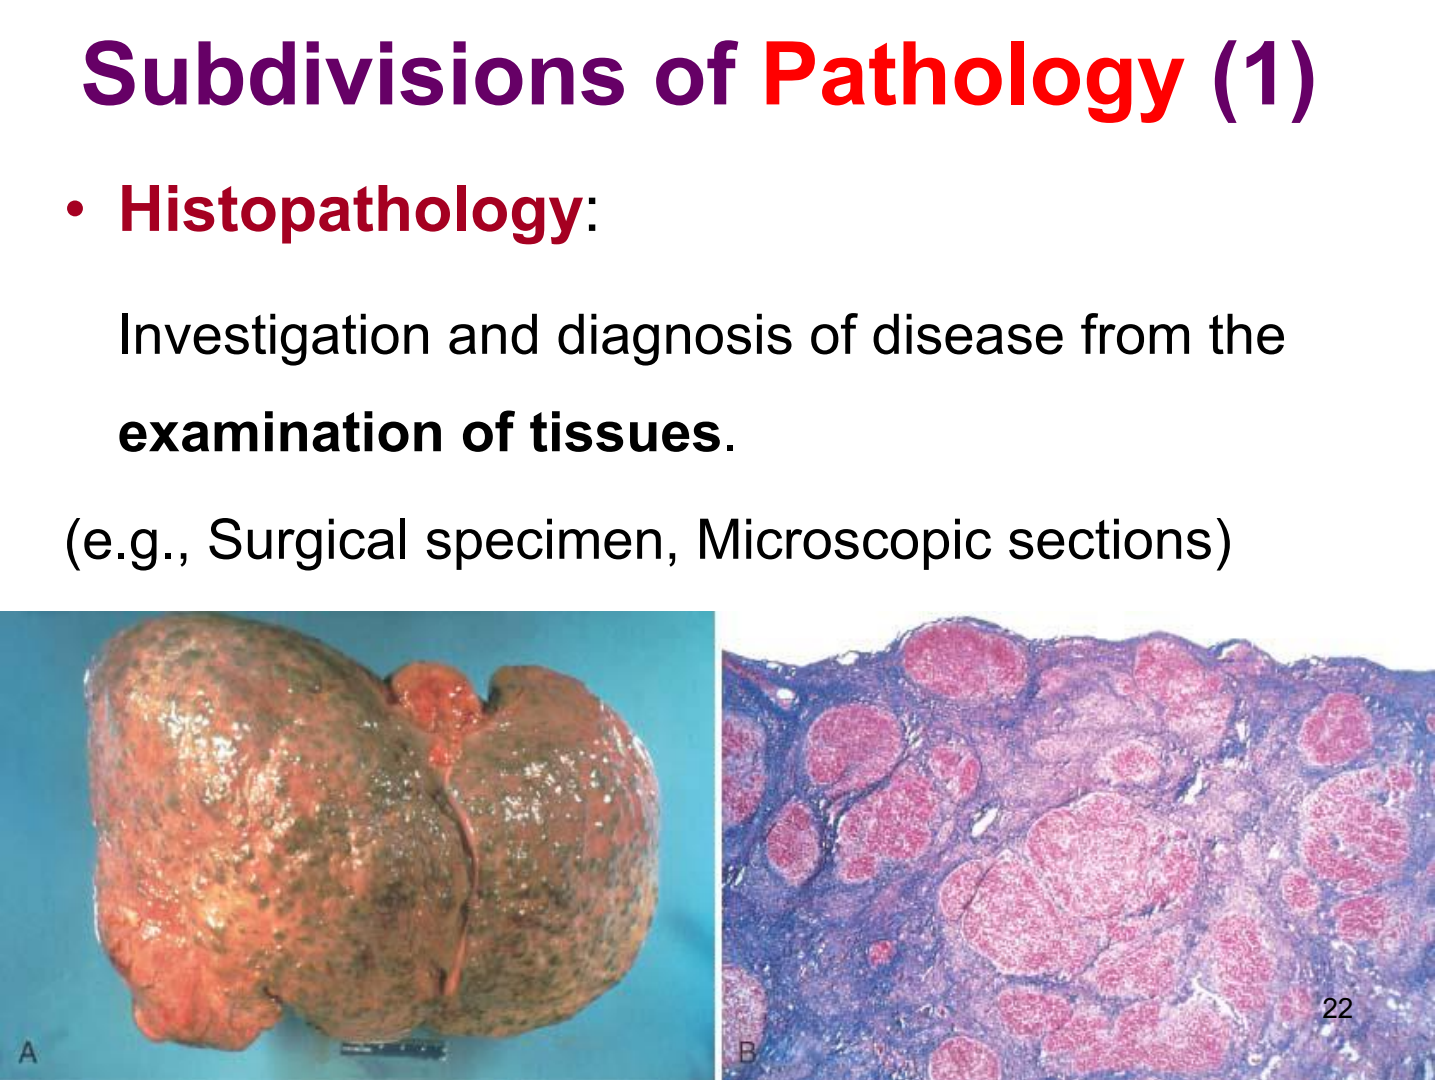 Subdivisions of Pathology (1)
• Histopathology:
Investigation and diagnosis of disease from the
examination of tissues.
(e.g., Surgical specimen, Microscopic sections)
22
A
B